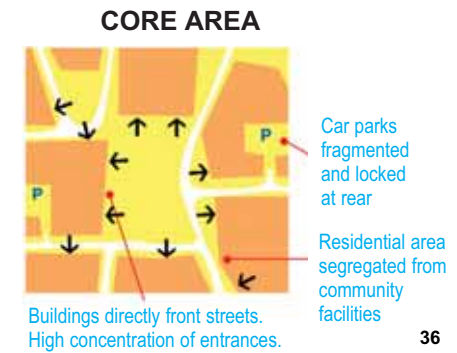 CORE AREA
P
Car parks
fragmented
and locked
at rear
P
Residential area
segregated from
community
facilities
Buildings directly front streets.
High concentration of entrances.
36